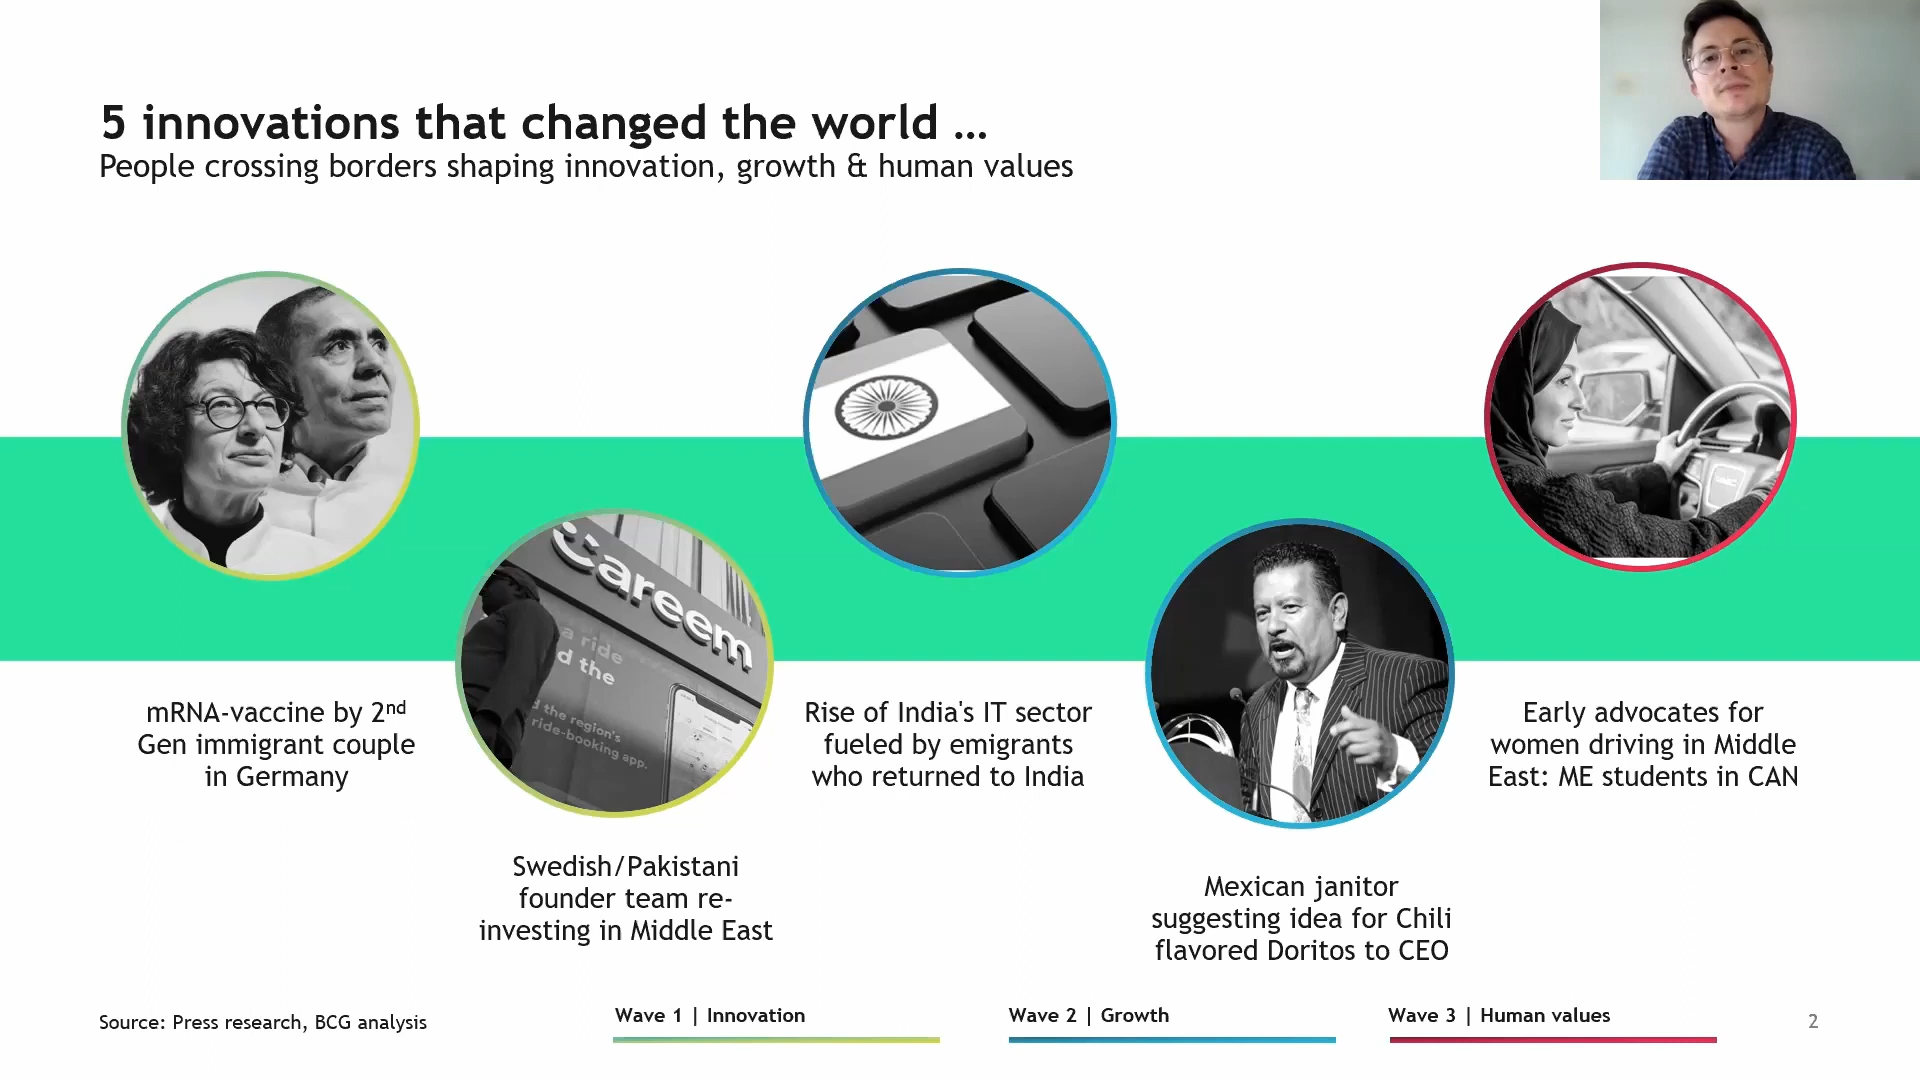 5 innovations that changed the world ...
People crossing borders shaping innovation, growth & human values
Careem
a ride
d the
d the region's
ride-booking app.
mRNA-vaccine by 2nd
Gen immigrant couple
in Germany
Swedish/Pakistani
founder team re-
investing in Middle East
Rise of India's IT sector
fueled by emigrants
who returned to India
Mexican janitor
suggesting idea for Chili
flavored Doritos to CEO
Early advocates for
women driving in Middle
East: ME students in CAN
Source: Press research, BCG analysis
Wave 1 | Innovation
Wave 2 | Growth
Wave 3 | Human values
2